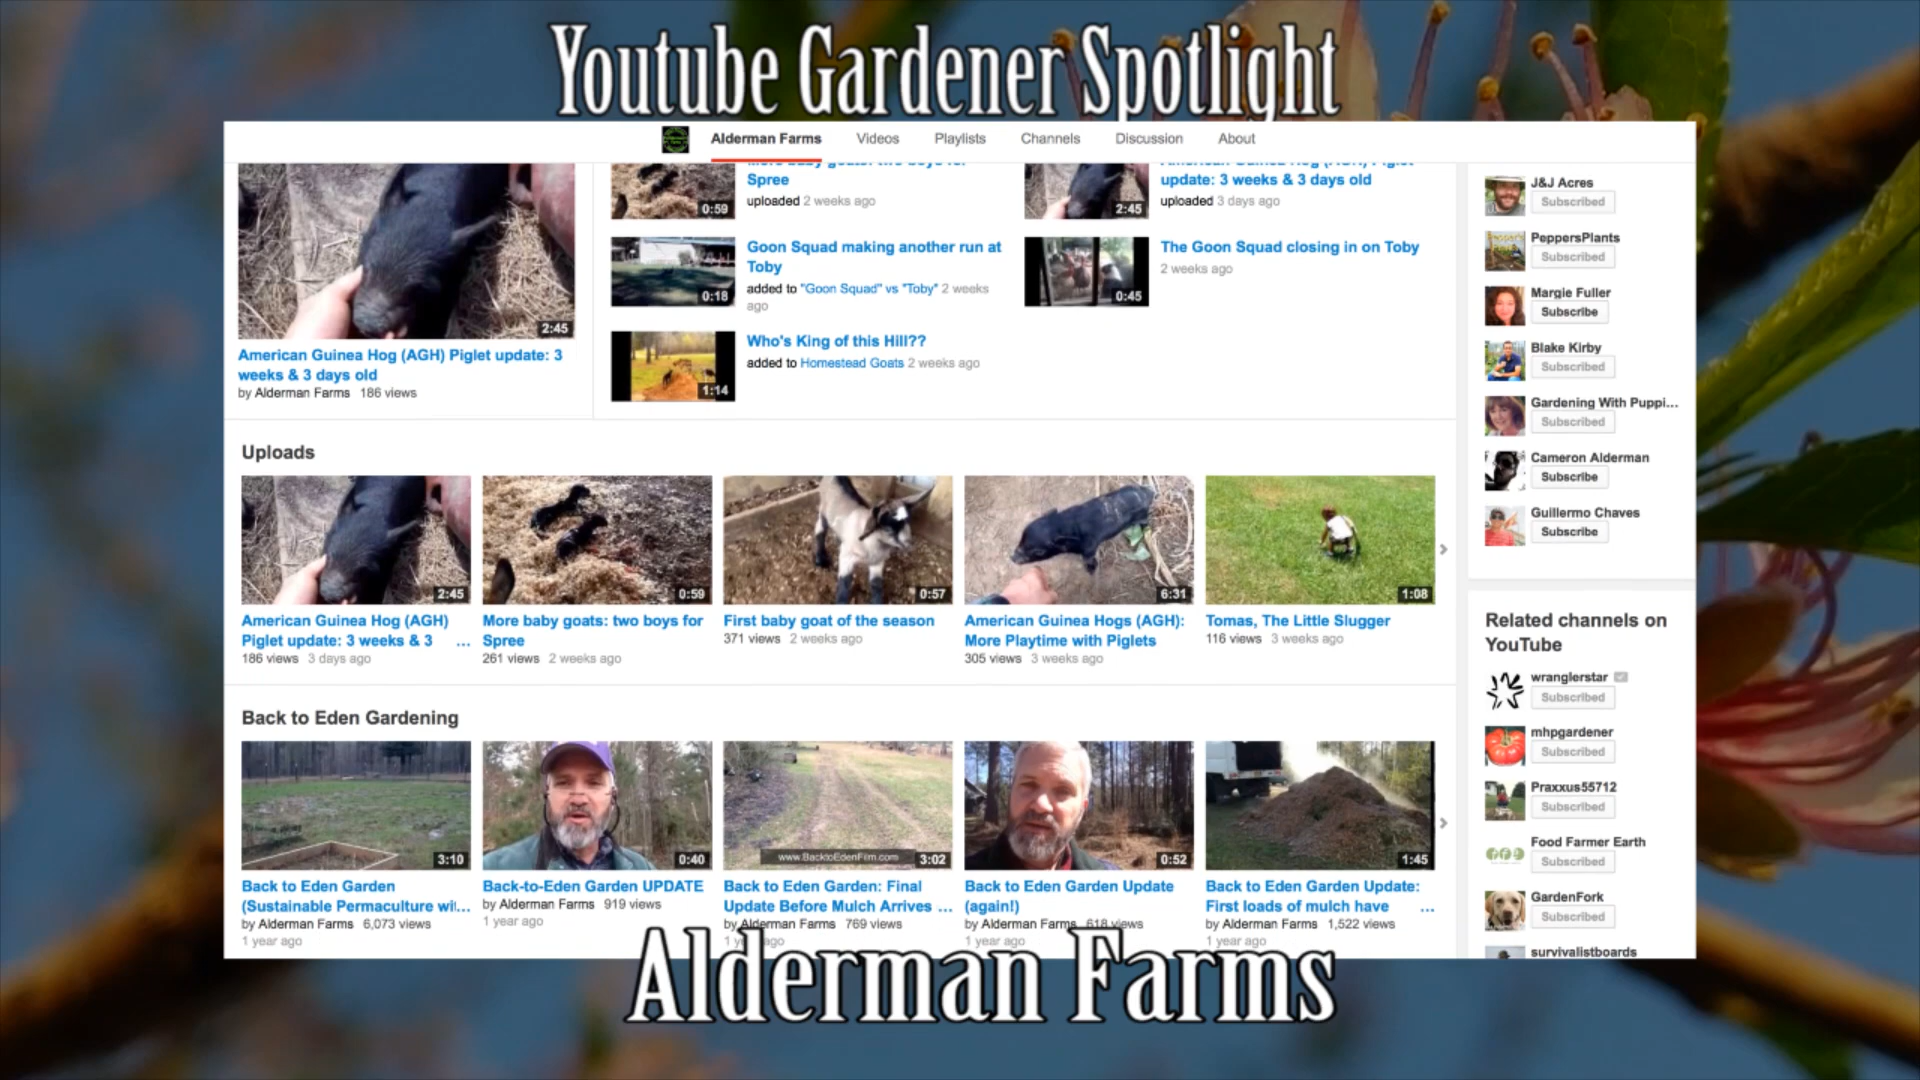 Youtube Gardener Spotlight
Alderman Farms Videos Playlists Channels Discussion About
2:45
American Guinea Hog (AGH) Piglet update: 3
weeks & 3 days old
by Alderman Farms 186 views
More baby goats: two boys for
Spree
uploaded 2 weeks ago
0:59
Goon Squad making another run at
Toby
added to "Goon Squad" vs "Toby" 2 weeks
ago
0:18
Who's King of this Hill??
added to Homestead Goats 2 weeks ago
1:14
American Guinea Hog (AGH) Piglet
update: 3 weeks & 3 days old
uploaded 3 days ago
2:45
The Goon Squad closing in on Toby
2 weeks ago
0:45
Uploads
2:45
American Guinea Hog (AGH)
Piglet update: 3 weeks & 3 ...
186 views 3 days ago
0:59
More baby goats: two boys for
Spree
261 views 2 weeks ago
0:57
First baby goat of the season
371 views 2 weeks ago
6:31
American Guinea Hogs (AGH):
More Playtime with Piglets
305 views 3 weeks ago
1:08
Tomas, The Little Slugger
116 views 3 weeks ago
Back to Eden Gardening
3:10
Back to Eden Garden
(Sustainable Permaculture wi...
by Alderman Farms 6,073 views
1 year ago
0:40
Back-to-Eden Garden UPDATE
by Alderman Farms 919 views
1 year ago
www.BacktoEdenFilm.com 3:02
Back to Eden Garden: Final
Update Before Mulch Arrives ...
by Alderman Farms 769 views
1 year ago
0:52
Back to Eden Garden Update
(again!)
by Alderman Farms 618 views
1 year ago
1:45
Back to Eden Garden Update:
First loads of mulch have ...
by Alderman Farms 1,522 views
1 year ago
J&J Acres
Subscribed
PeppersPlants
Subscribed
Margie Fuller
Subscribe
Blake Kirby
Subscribed
Gardening With Puppi...
Subscribed
Cameron Alderman
Subscribe
Guillermo Chaves
Subscribe
Related channels on
YouTube
wranglerstar
Subscribed
mhpgardener
Subscribed
Praxxus55712
Subscribed
Food Farmer Earth
Subscribed
GardenFork
Subscribed
survivalistboards
Alderman Farms